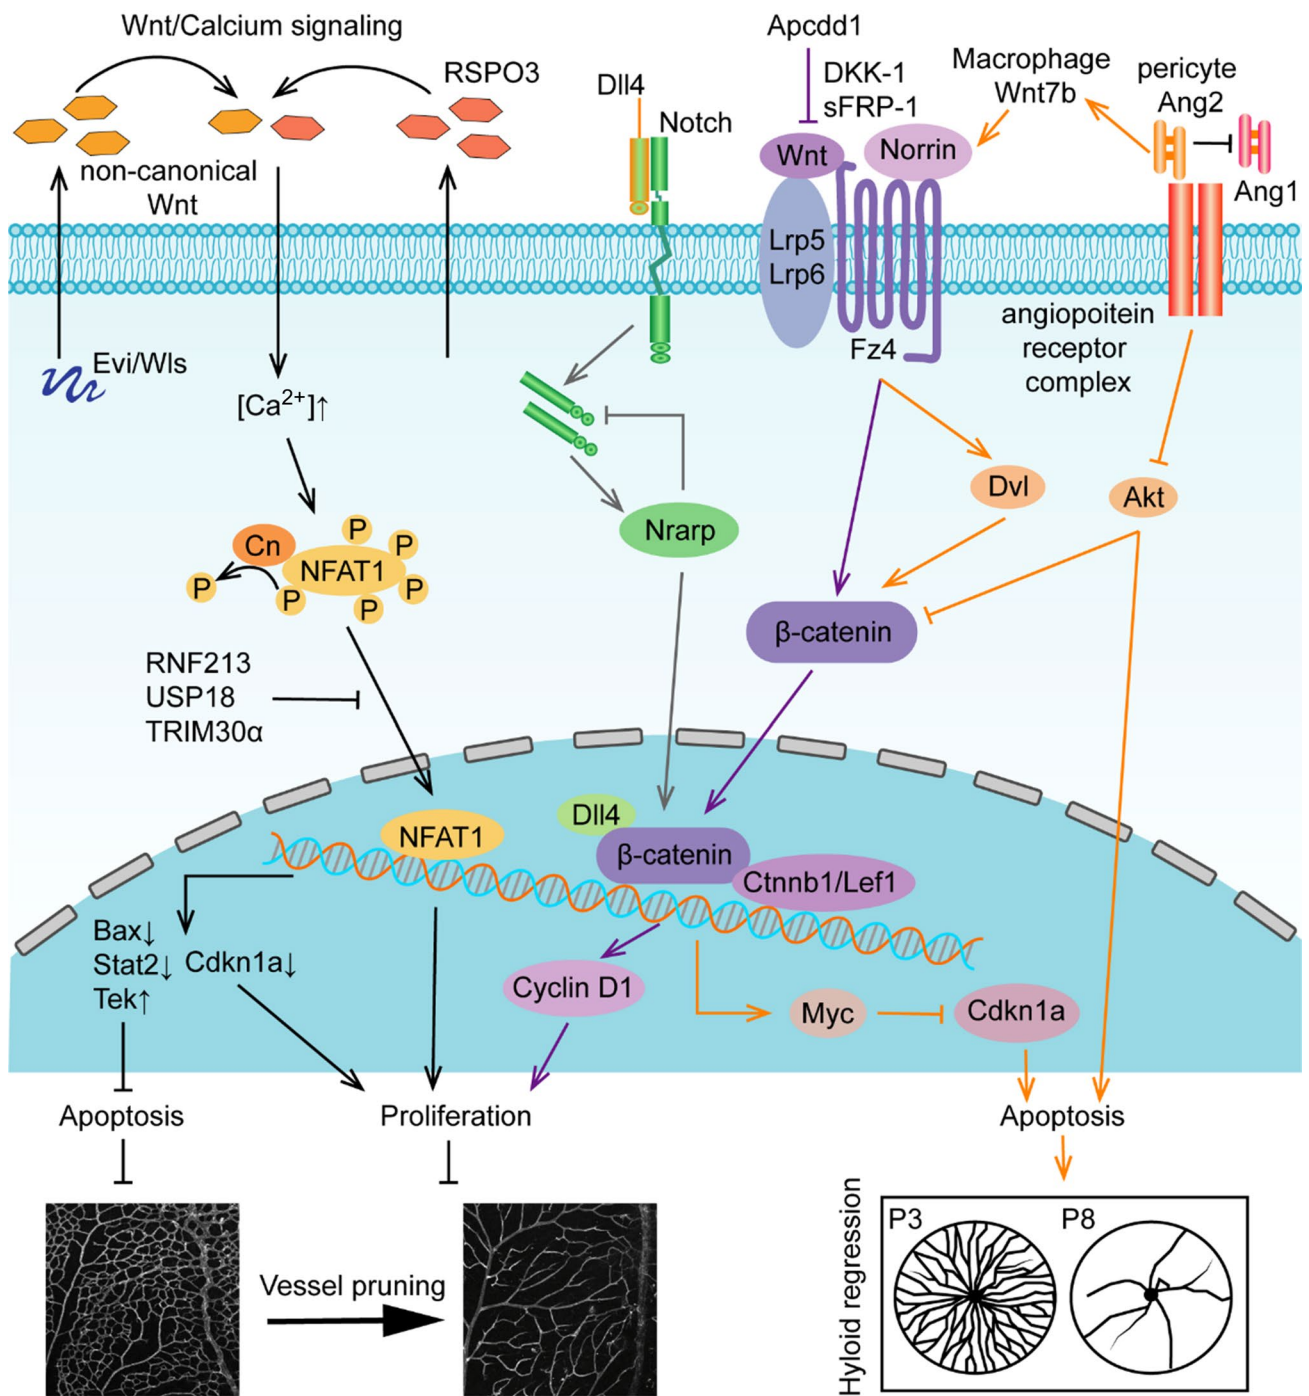 Wnt/Calcium signaling
RSPO3
non-canonical
Wnt
Evi/Wls
[Ca2+]↑
Cn
NFAT1
P
P
P
P
P
P
P
RNF213
USP18
TRIM30α
NFAT1
Bax↓
Stat2↓
Tek↑
Cdkn1a↓
Apoptosis
Proliferation
Vessel pruning
Dll4
Notch
Nrarp
Dll4
β-catenin
Ctnnb1/Lef1
Cyclin D1
Myc
Cdkn1a
Apcdd1
DKK-1
sFRP-1
Wnt
Norrin
Lrp5
Lrp6
Fz4
Macrophage
Wnt7b
pericyte
Ang2
Ang1
angiopoitein
receptor
complex
Dvl
Akt
β-catenin
Apoptosis
Hyloid regression
P3
P8